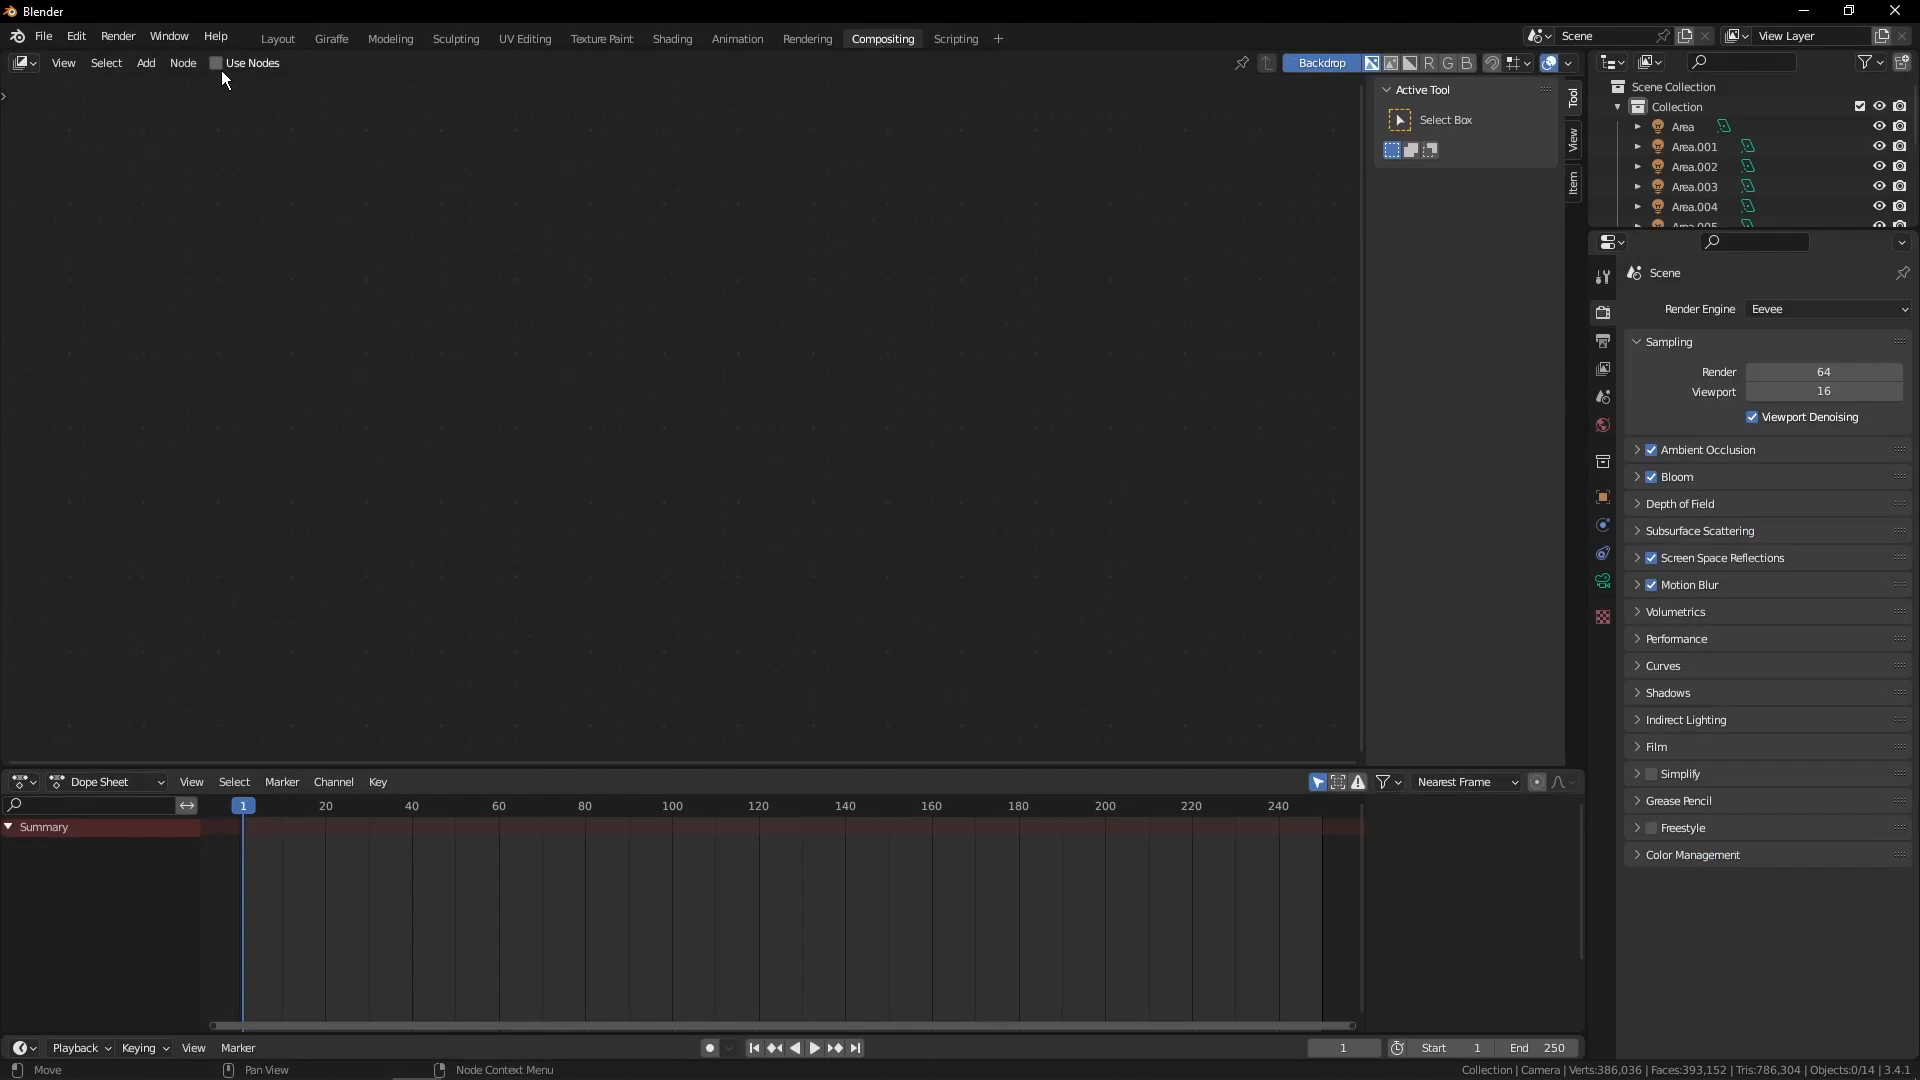 Blender
File Edit Render Window Help Layout Giraffe Modeling Sculpting UV Editing Texture Paint Shading Animation Rendering Compositing Scripting + Scene View Layer
View Select Add Node Use Nodes Backdrop R G B
Active Tool
Select Box
Tool
View
Item
Scene Collection
Collection
Area
Area.001
Area.002
Area.003
Area.004
Area.005
Scene
Render Engine Eevee
Sampling
Render 64
Viewport 16
Viewport Denoising
Ambient Occlusion
Bloom
Depth of Field
Subsurface Scattering
Screen Space Reflections
Motion Blur
Volumetrics
Performance
Curves
Shadows
Indirect Lighting
Film
Simplify
Grease Pencil
Freestyle
Color Management
Dope Sheet View Select Marker Channel Key Nearest Frame
1 20 40 60 80 100 120 140 160 180 200 220 240
Summary
Playback Keying View Marker 1 Start 1 End 250
Move Pan View Node Context Menu Collection | Camera | Verts:386,036 | Faces:393,152 | Tris:786,304 | Objects:0/14 | 3.4.1